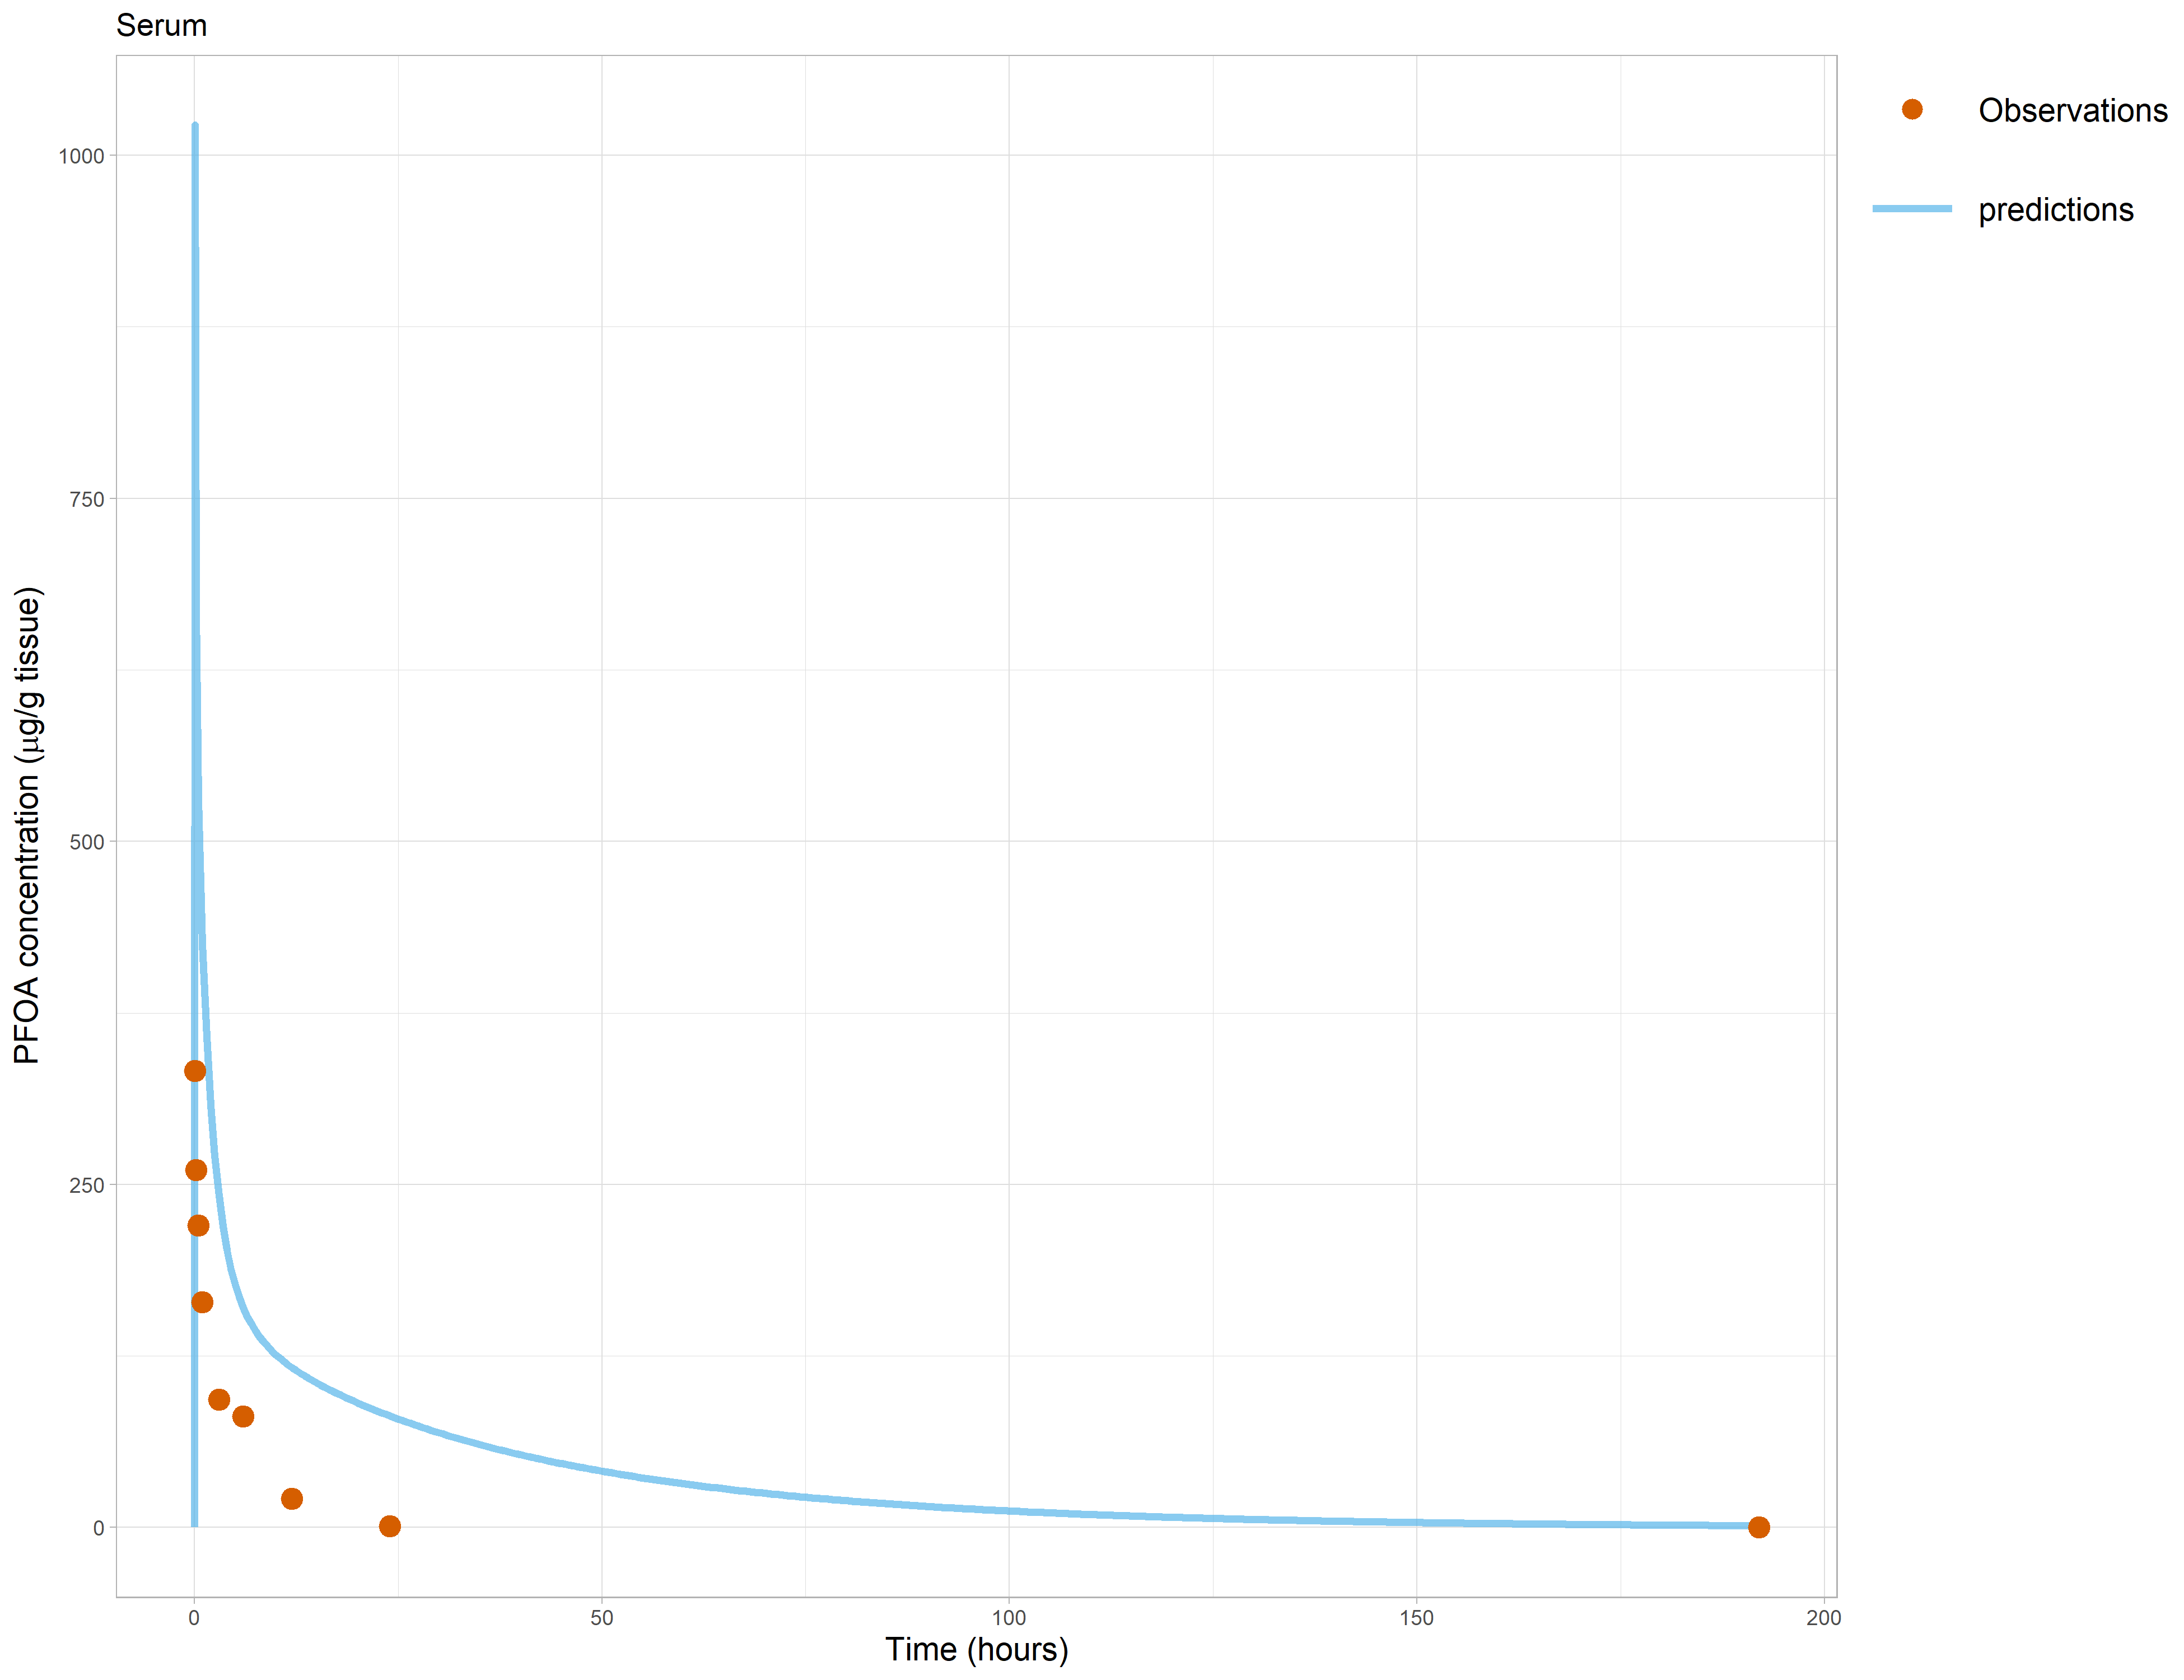 Serum
Observations
predictions
PFOA concentration (μg/g tissue)
1000
750
500
250
0
0
50
100
150
200
Time (hours)